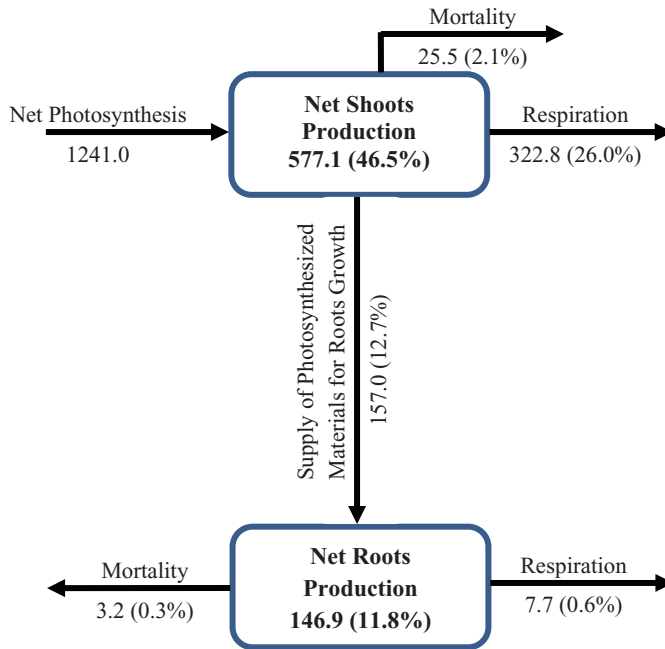 Mortality
25.5 (2.1%)
Net Photosynthesis
1241.0
Net Shoots
Production
577.1 (46.5%)
Respiration
322.8 (26.0%)
Supply of Photosynthesized
Materials for Roots Growth
157.0 (12.7%)
Mortality
3.2 (0.3%)
Net Roots
Production
146.9 (11.8%)
Respiration
7.7 (0.6%)